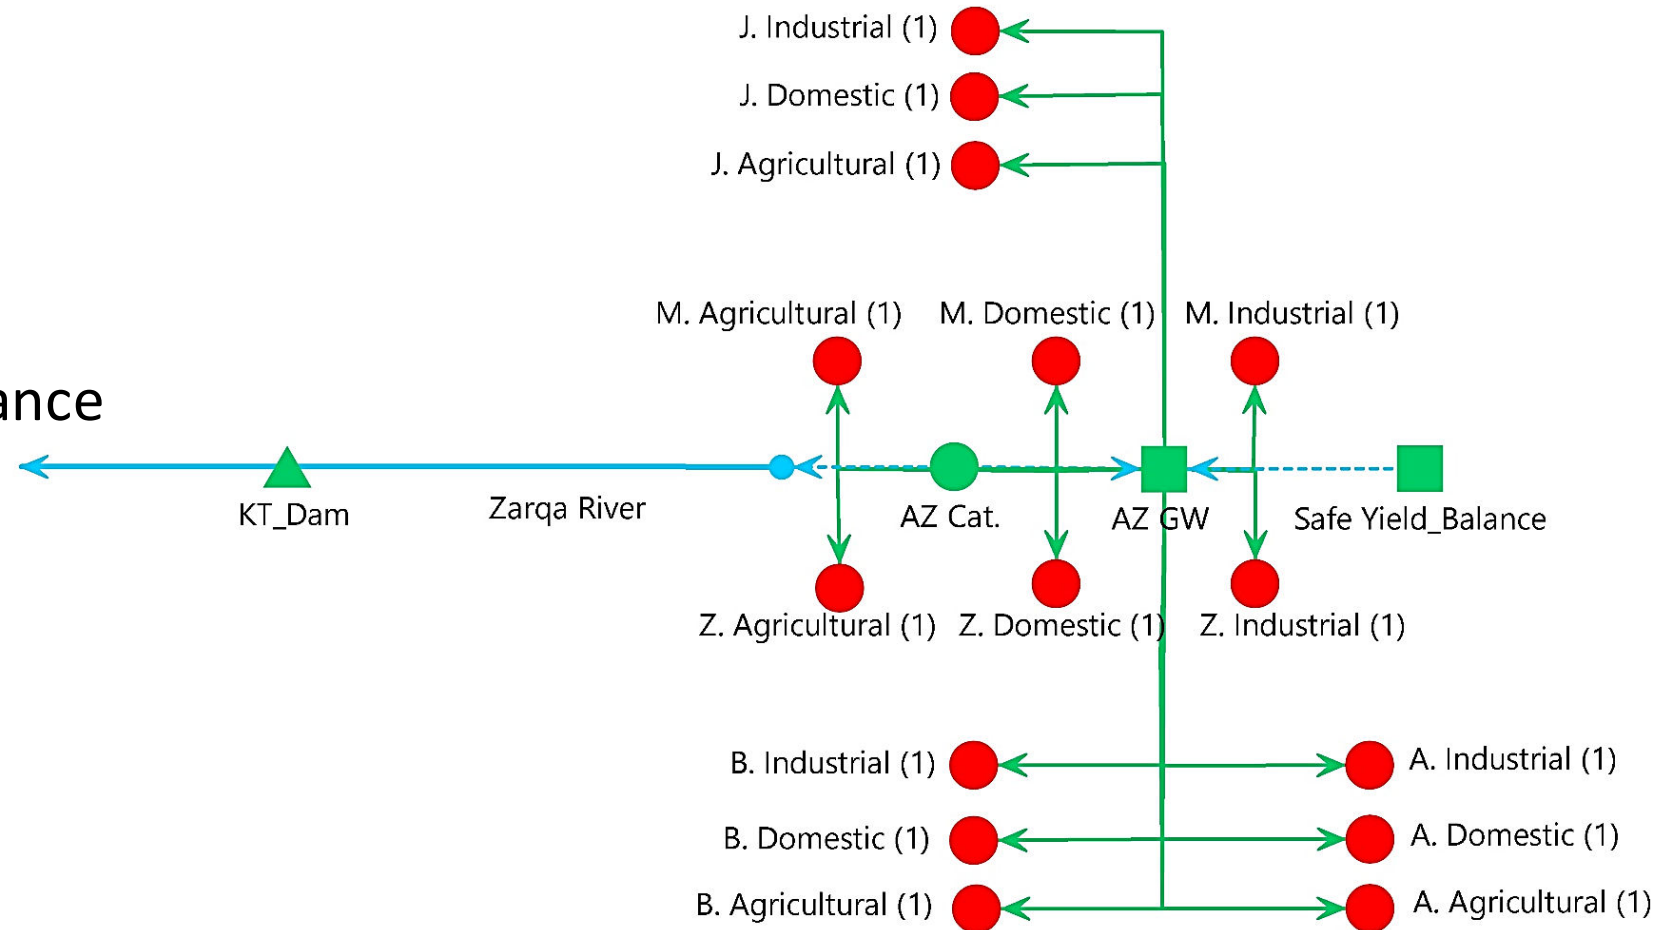 J. Industrial (1)
J. Domestic (1)
J. Agricultural (1)
M. Agricultural (1) M. Domestic (1) M. Industrial (1)
ance
KT_Dam Zarqa River AZ Cat. AZ GW Safe Yield_Balance
Z. Agricultural (1) Z. Domestic (1) Z. Industrial (1)
B. Industrial (1) A. Industrial (1)
B. Domestic (1) A. Domestic (1)
B. Agricultural (1) A. Agricultural (1)